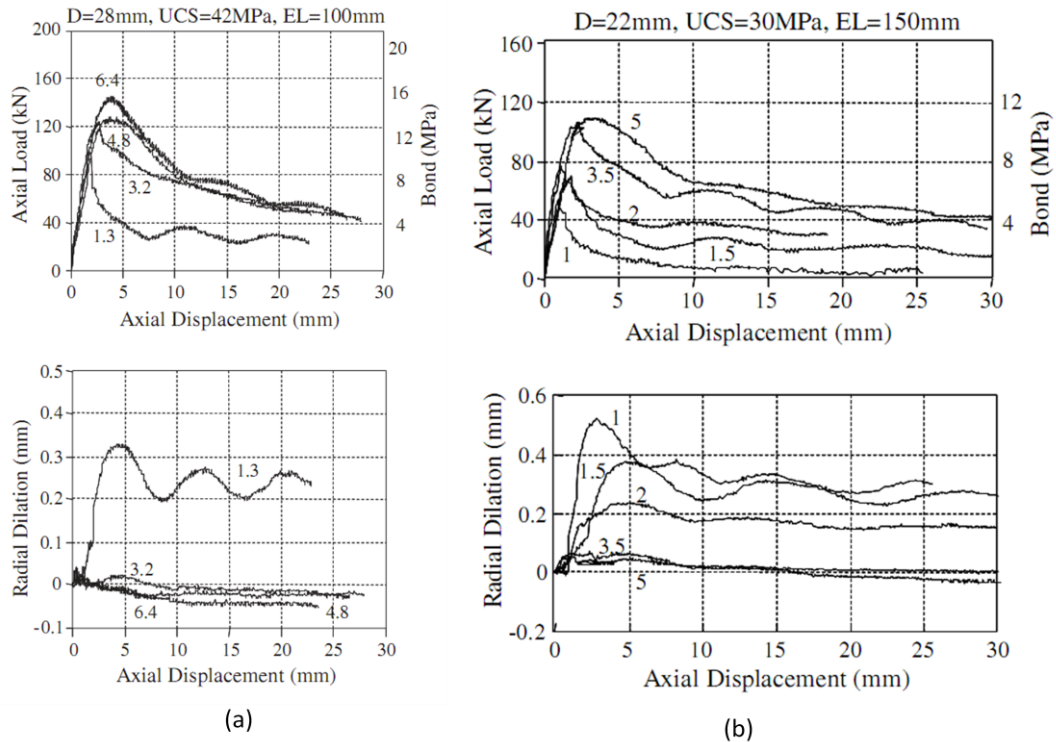 D=28mm, UCS=42MPa, EL=100mm
200
160
120
80
40
0
Axial Load (kN)
20
16
12
8
4
Bond (MPa)
6.4
4.8
3.2
1.3
0 5 10 15 20 25 30
Axial Displacement (mm)
0.5
0.4
0.3
0.2
0.1
0
-0.1
Radial Dilation (mm)
1.3
3.2
6.4
4.8
0 5 10 15 20 25 30
Axial Displacement (mm)
(a)
D=22mm, UCS=30MPa, EL=150mm
160
120
80
40
0
Axial Load (kN)
12
8
4
Bond (MPa)
5
3.5
2
1.5
1
0 5 10 15 20 25 30
Axial Displacement (mm)
0.6
0.4
0.2
0
-0.2
Radial Dilation (mm)
1
1.5
2
3.5
5
0 5 10 15 20 25 30
Axial Displacement (mm)
(b)